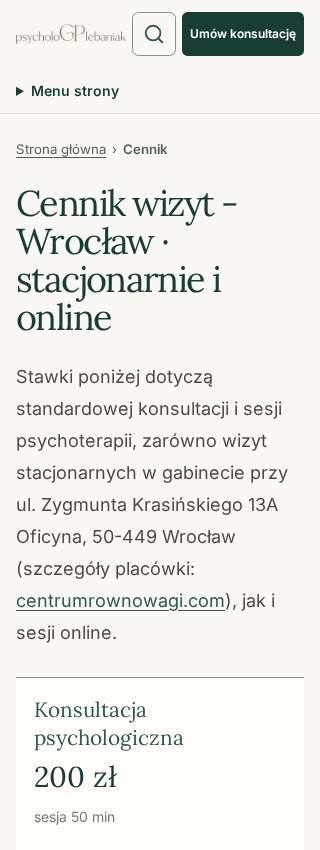 psycholoGPlebaniak
Umów konsultację
▶ Menu strony
Strona główna › Cennik
Cennik wizyt -
Wrocław ·
stacjonarnie i
online
Stawki poniżej dotyczą
standardowej konsultacji i sesji
psychoterapii, zarówno wizyt
stacjonarnych w gabinecie przy
ul. Zygmunta Krasińskiego 13A
Oficyna, 50-449 Wrocław
(szczegóły placówki:
centrumrownowagi.com), jak i
sesji online.
Konsultacja
psychologiczna
200 zł
sesja 50 min